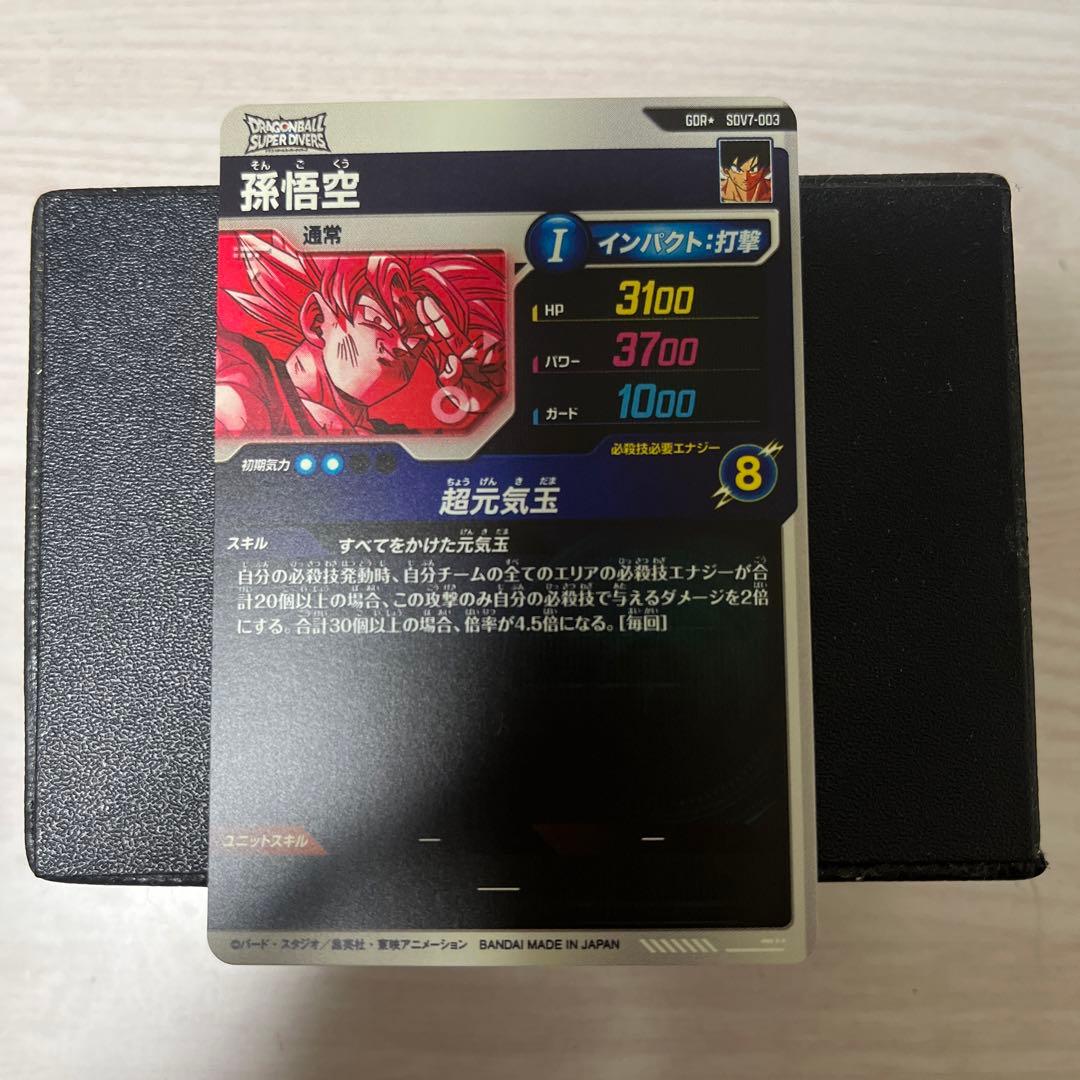 DRAGONBALL
SUPER DIVERS
GDR★ SDV7-003
そん ご くう
孫悟空
通常
I インパクト:打撃
HP 3100
パワー 3700
ガード 1000
初期気力
必殺技必要エナジー
8
ちょう げん き だま
超元気玉
げん き だま
スキル すべてをかけた元気玉
自分の必殺技発動時、自分チームの全てのエリアの必殺技エナジーが合
計20個以上の場合、この攻撃のみ自分の必殺技で与えるダメージを2倍
にする。合計30個以上の場合、倍率が4.5倍になる。[毎回]
ユニットスキル — —
—
©バード・スタジオ/集英社・東映アニメーション BANDAI MADE IN JAPAN